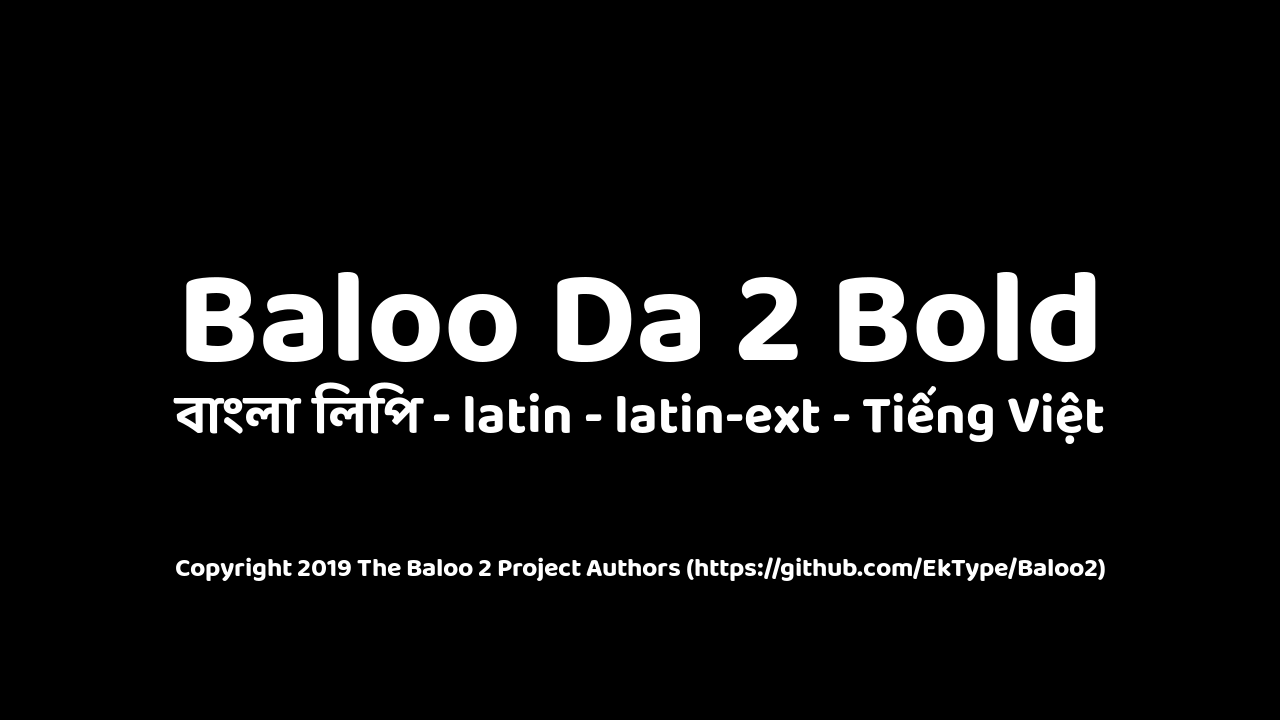 Baloo Da 2 Bold
বাংলা লিপি - latin - latin-ext - Tiếng Việt
Copyright 2019 The Baloo 2 Project Authors (https://github.com/EkType/Baloo2)